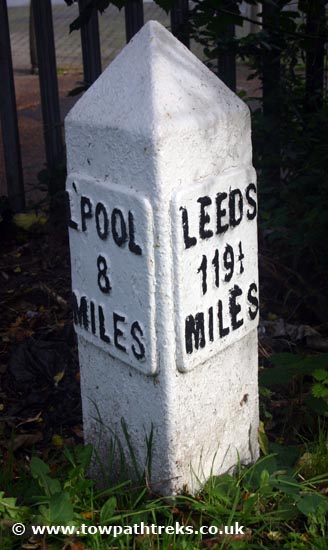 L'POOL
8
MILES
LEEDS
119¼
MILES
© www.towpathtreks.co.uk